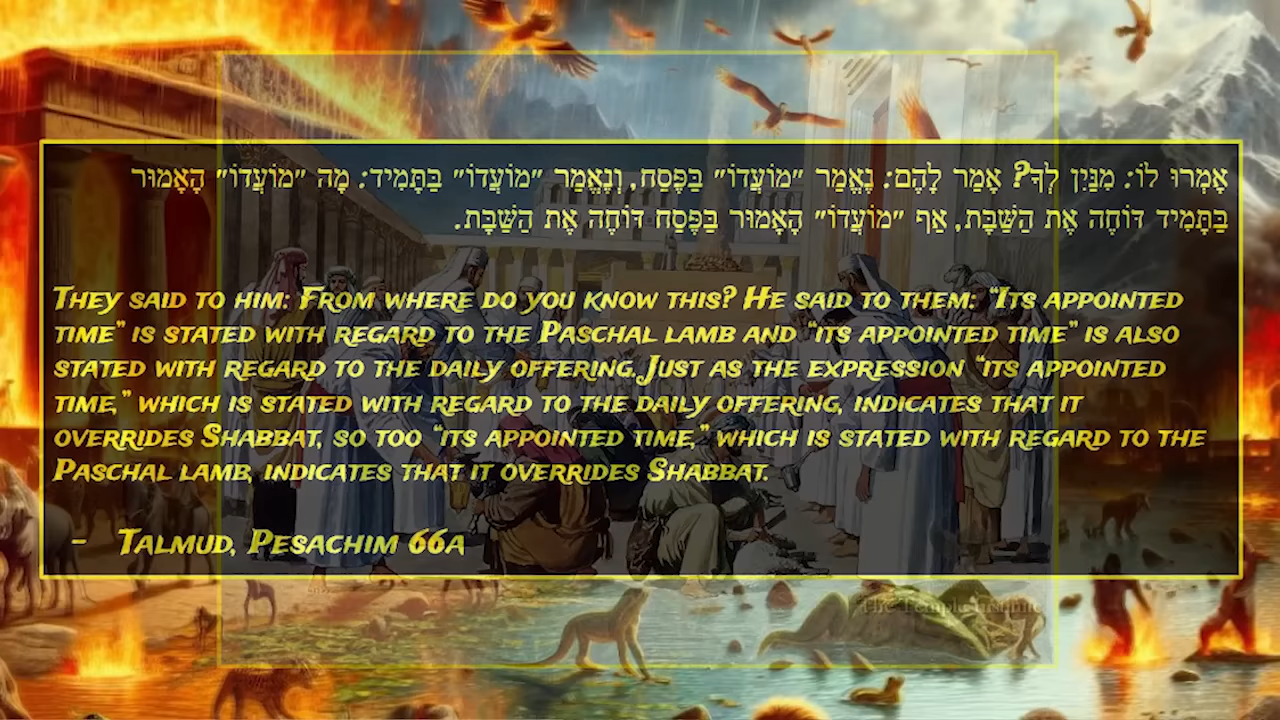 אָמְרוּ לוֹ: מִנַּיִן לְךָ? אָמַר לָהֶם: נֶאֱמַר ״מוֹעֲדוֹ״ בַּפֶּסַח, וְנֶאֱמַר ״מוֹעֲדוֹ״ בַּתָּמִיד: מָה ״מוֹעֲדוֹ״ הָאָמוּר
בַּתָּמִיד דּוֹחֶה אֶת הַשַּׁבָּת, אַף ״מוֹעֲדוֹ״ הָאָמוּר בַּפֶּסַח דּוֹחֶה אֶת הַשַּׁבָּת.
They said to him: From where do you know this? He said to them: “Its appointed
time” is stated with regard to the Paschal lamb and “its appointed time” is also
stated with regard to the daily offering. Just as the expression “its appointed
time,” which is stated with regard to the daily offering, indicates that it
overrides Shabbat, so too “its appointed time,” which is stated with regard to the
Paschal lamb, indicates that it overrides Shabbat.
- Talmud, Pesachim 66a
The Temple Institute